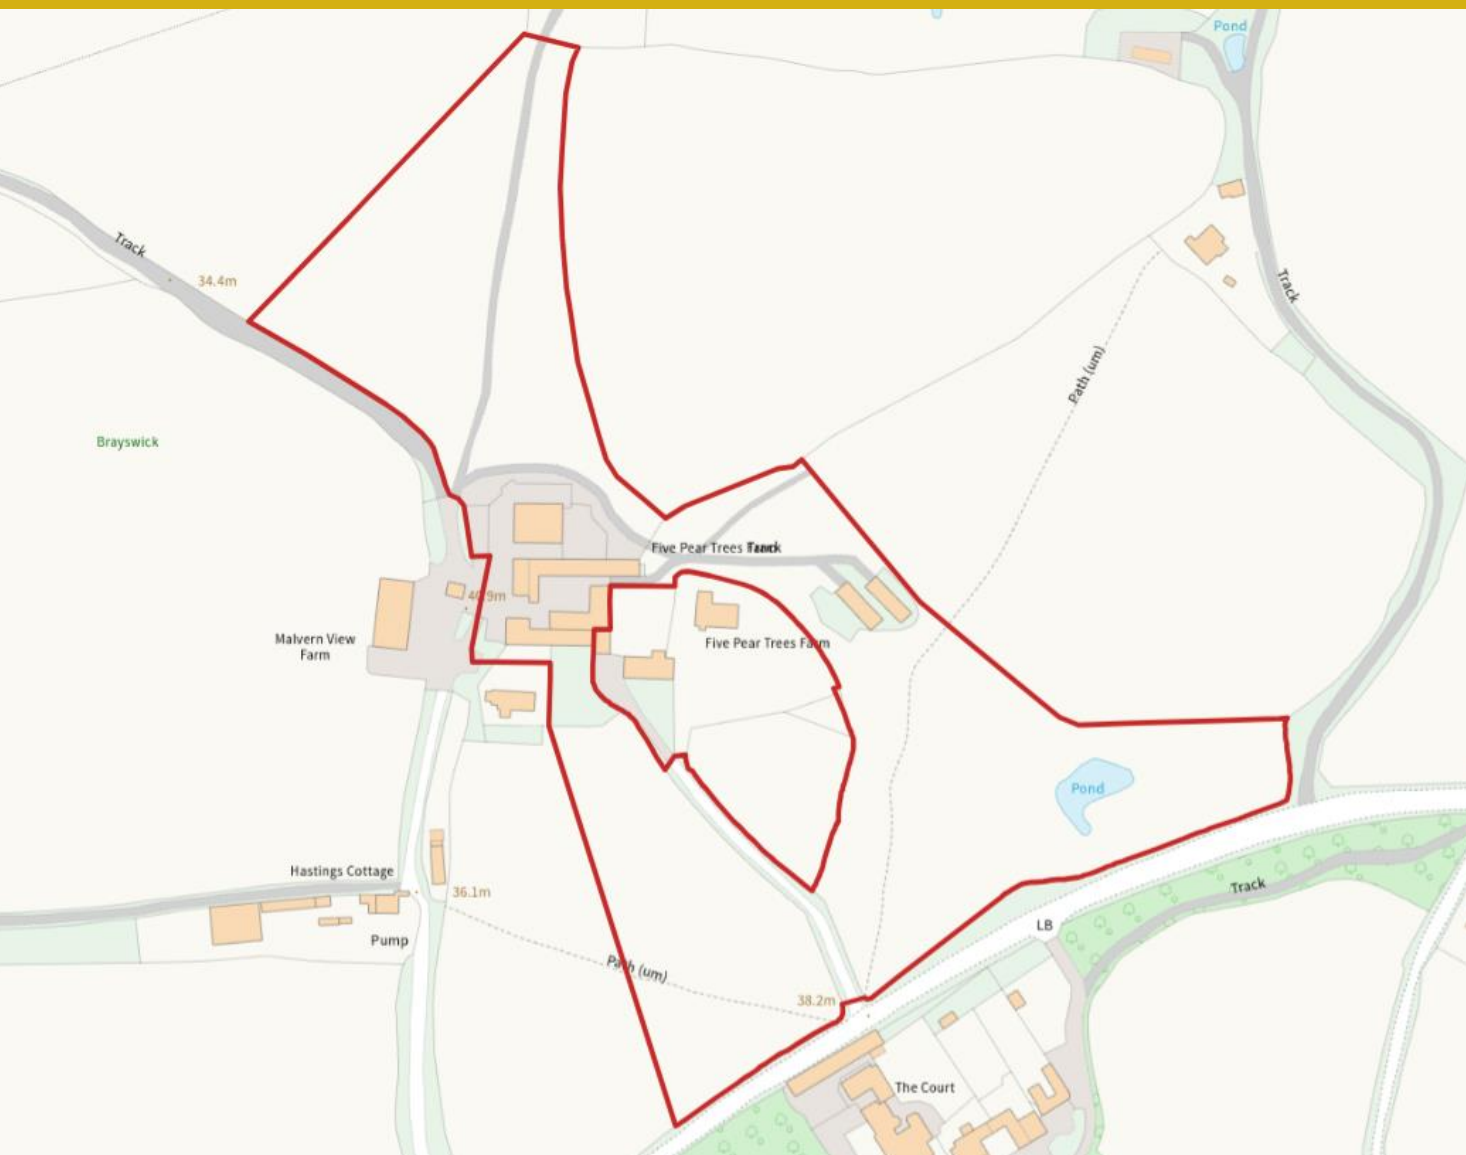 Pond
Track
34.4m
Track
Path (um)
Brayswick
Five Pear Trees Farm
Track
40.9m
Malvern View
Farm
Five Pear Trees Farm
Pond
Hastings Cottage
36.1m
Track
LB
Pump
Path (um)
38.2m
The Court